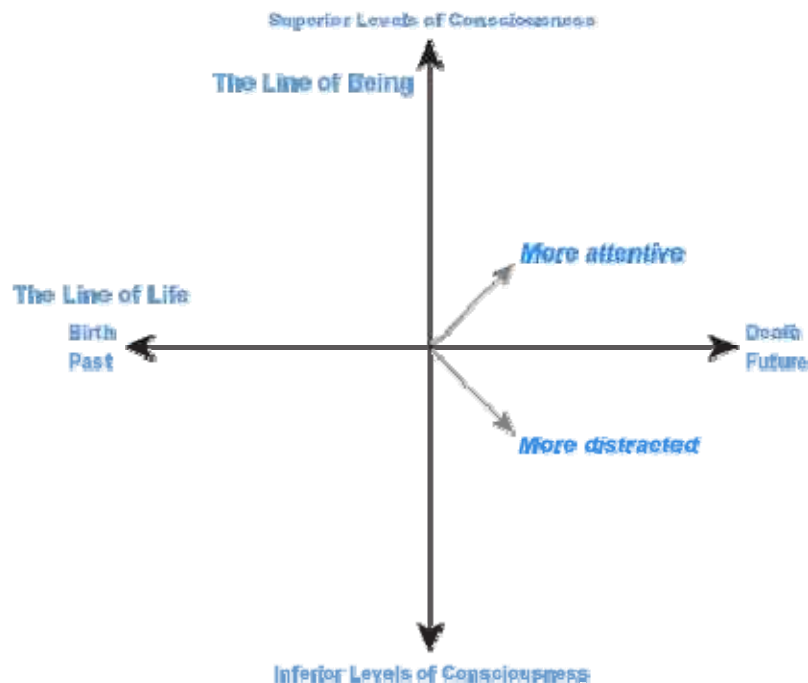 Superior Levels of Consciousness
The Line of Being
More attentive
The Line of Life
Birth
Past
Death
Future
More distracted
Inferior Levels of Consciousness